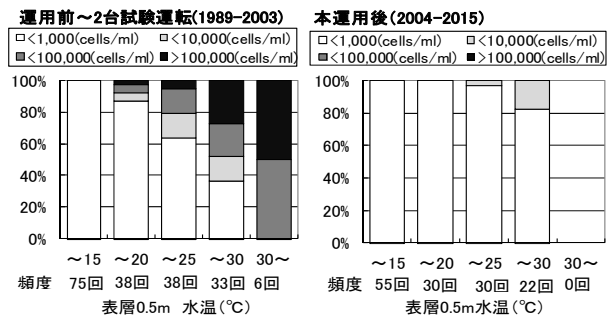 運用前～2台試験運転(1989-2003)
□<1,000(cells/ml) □<10,000(cells/ml)
■<100,000(cells/ml) ■>100,000(cells/ml)
100%
80%
60%
40%
20%
0%
～15 ～20 ～25 ～30 30～
頻度 75回 38回 38回 33回 6回
表層0.5m 水温(℃)
本運用後(2004-2015)
□<1,000(cells/ml) □<10,000(cells/ml)
■<100,000(cells/ml) ■>100,000(cells/ml)
100%
80%
60%
40%
20%
0%
～15 ～20 ～25 ～30 30～
頻度 55回 30回 30回 22回 0回
表層0.5m水温(℃)